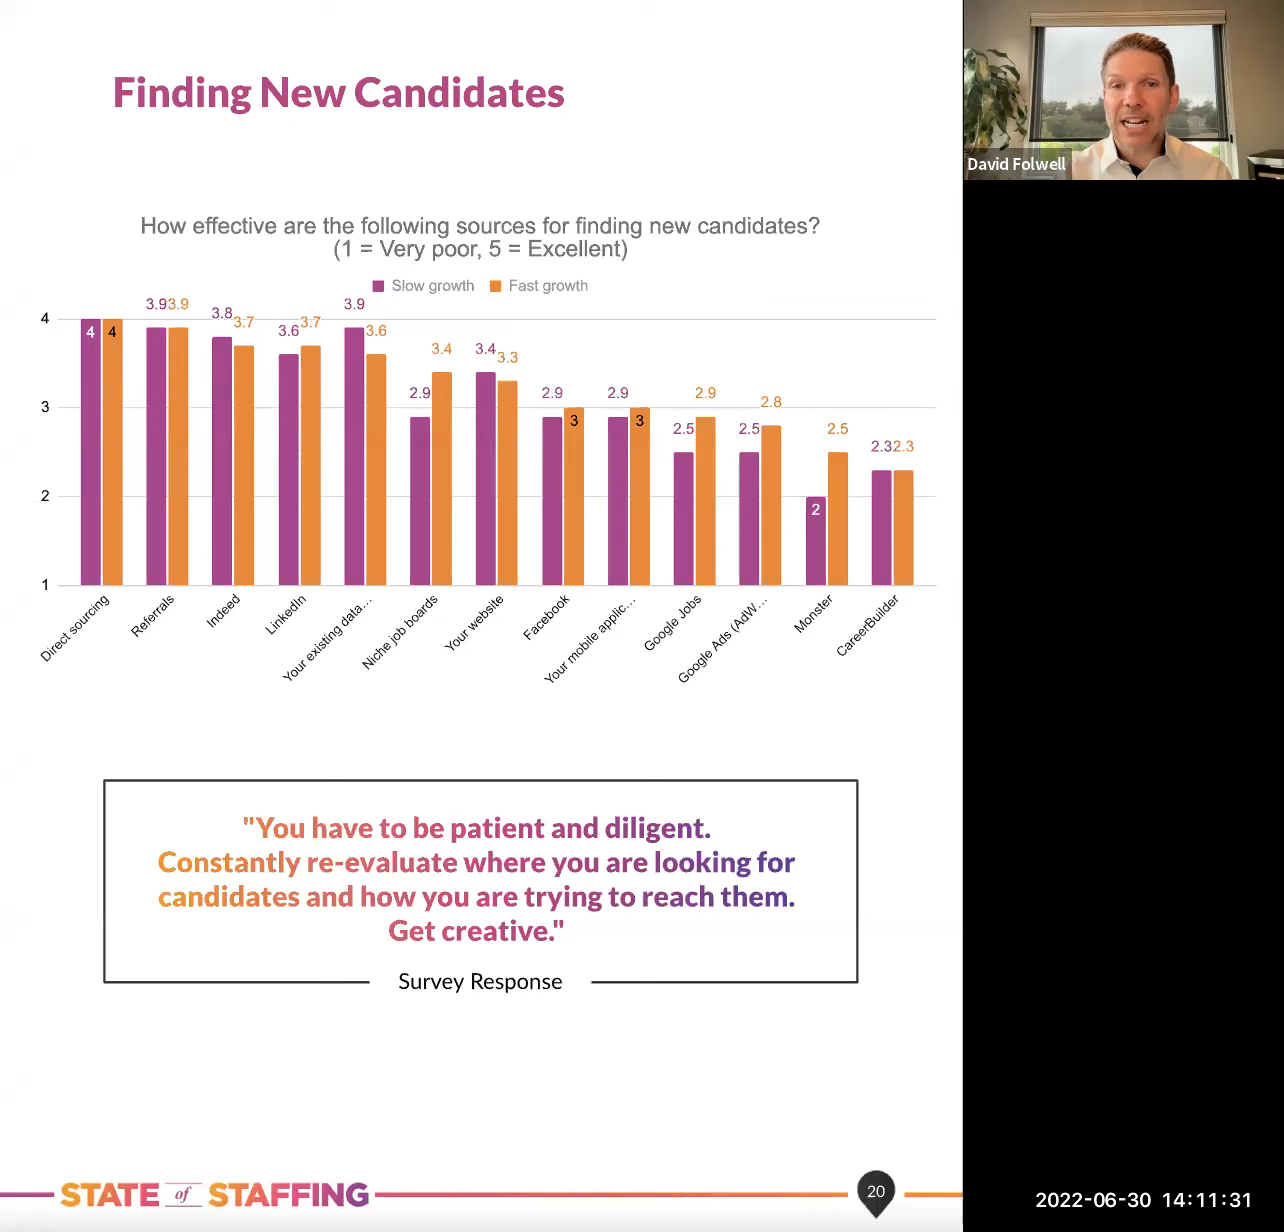 Finding New Candidates
David Folwell
How effective are the following sources for finding new candidates?
(1 = Very poor, 5 = Excellent)
Slow growth Fast growth
4
3
2
1
4 4
3.9 3.9
3.8 3.7
3.6 3.7
3.9 3.6
2.9 3.4
3.4 3.3
2.9 3
2.9 3
2.5 2.9
2.5 2.8
2 2.5
2.3 2.3
Direct sourcing
Referrals
Indeed
LinkedIn
Your existing data…
Niche job boards
Your website
Facebook
Your mobile applic…
Google Jobs
Google Ads (AdW…
Monster
CareerBuilder
"You have to be patient and diligent.
Constantly re-evaluate where you are looking for
candidates and how you are trying to reach them.
Get creative."
Survey Response
STATE of STAFFING
20
2022-06-30 14:11:31